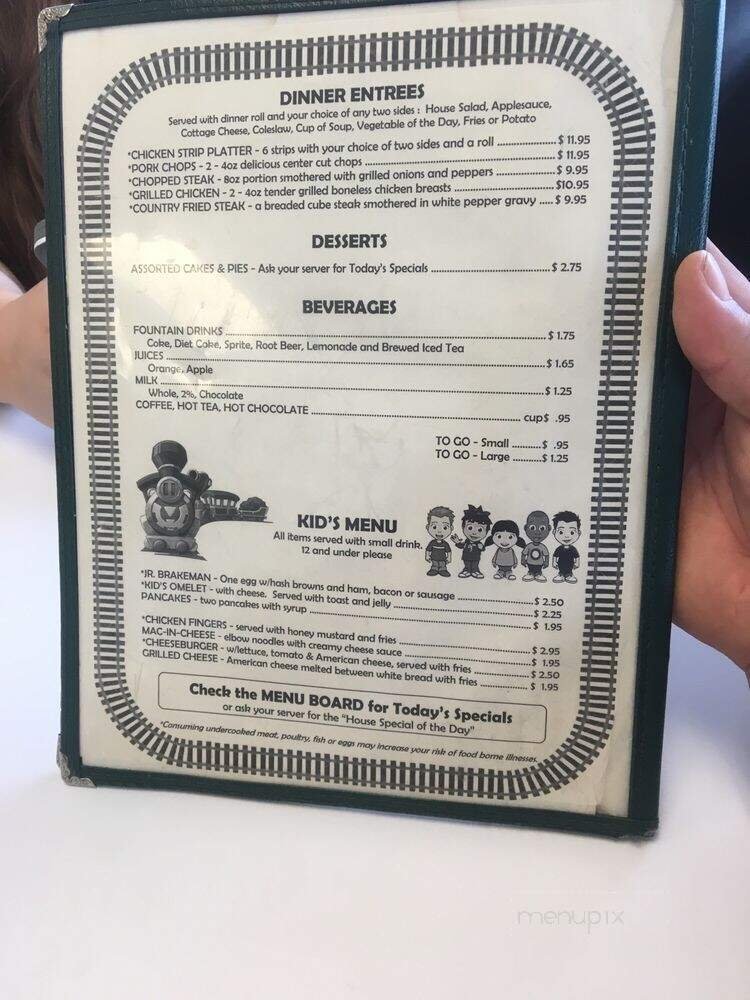 DINNER ENTREES
Served with dinner roll and your choice of any two sides : House Salad, Applesauce,
Cottage Cheese, Coleslaw, Cup of Soup, Vegetable of the Day, Fries or Potato
*CHICKEN STRIP PLATTER - 6 strips with your choice of two sides and a roll ..................$ 11.95
*PORK CHOPS - 2 - 4oz delicious center cut chops ..................$ 11.95
*CHOPPED STEAK - 8oz portion smothered with grilled onions and peppers ..................$ 9.95
*GRILLED CHICKEN - 2 - 4oz tender grilled boneless chicken breasts ..................$10.95
*COUNTRY FRIED STEAK - a breaded cube steak smothered in white pepper gravy ..... $ 9.95
DESSERTS
ASSORTED CAKES & PIES - Ask your server for Today's Specials ..................$ 2.75
BEVERAGES
FOUNTAIN DRINKS ..................$ 1.75
Coke, Diet Coke, Sprite, Root Beer, Lemonade and Brewed Iced Tea
JUICES ..................$ 1.65
Orange, Apple
MILK ..................$ 1.25
Whole, 2%, Chocolate
COFFEE, HOT TEA, HOT CHOCOLATE .................. cup$ .95
TO GO - Small ..........$ .95
TO GO - Large ..........$ 1.25
KID'S MENU
All items served with small drink.
12 and under please
*JR. BRAKEMAN - One egg w/hash browns and ham, bacon or sausage ..................$ 2.50
*KID'S OMELET - with cheese. Served with toast and jelly ..................$ 2.25
PANCAKES - two pancakes with syrup ..................$ 1.95
*CHICKEN FINGERS - served with honey mustard and fries ..................$ 2.95
MAC-IN-CHEESE - elbow noodles with creamy cheese sauce ..................$ 1.95
*CHEESEBURGER - w/lettuce, tomato & American cheese, served with fries ..................$ 2.50
GRILLED CHEESE - American cheese melted between white bread with fries ..................$ 1.95
Check the MENU BOARD for Today's Specials
or ask your server for the "House Special of the Day"
*Consuming undercooked meat, poultry, fish or eggs may increase your risk of food borne illnesses.
menupix